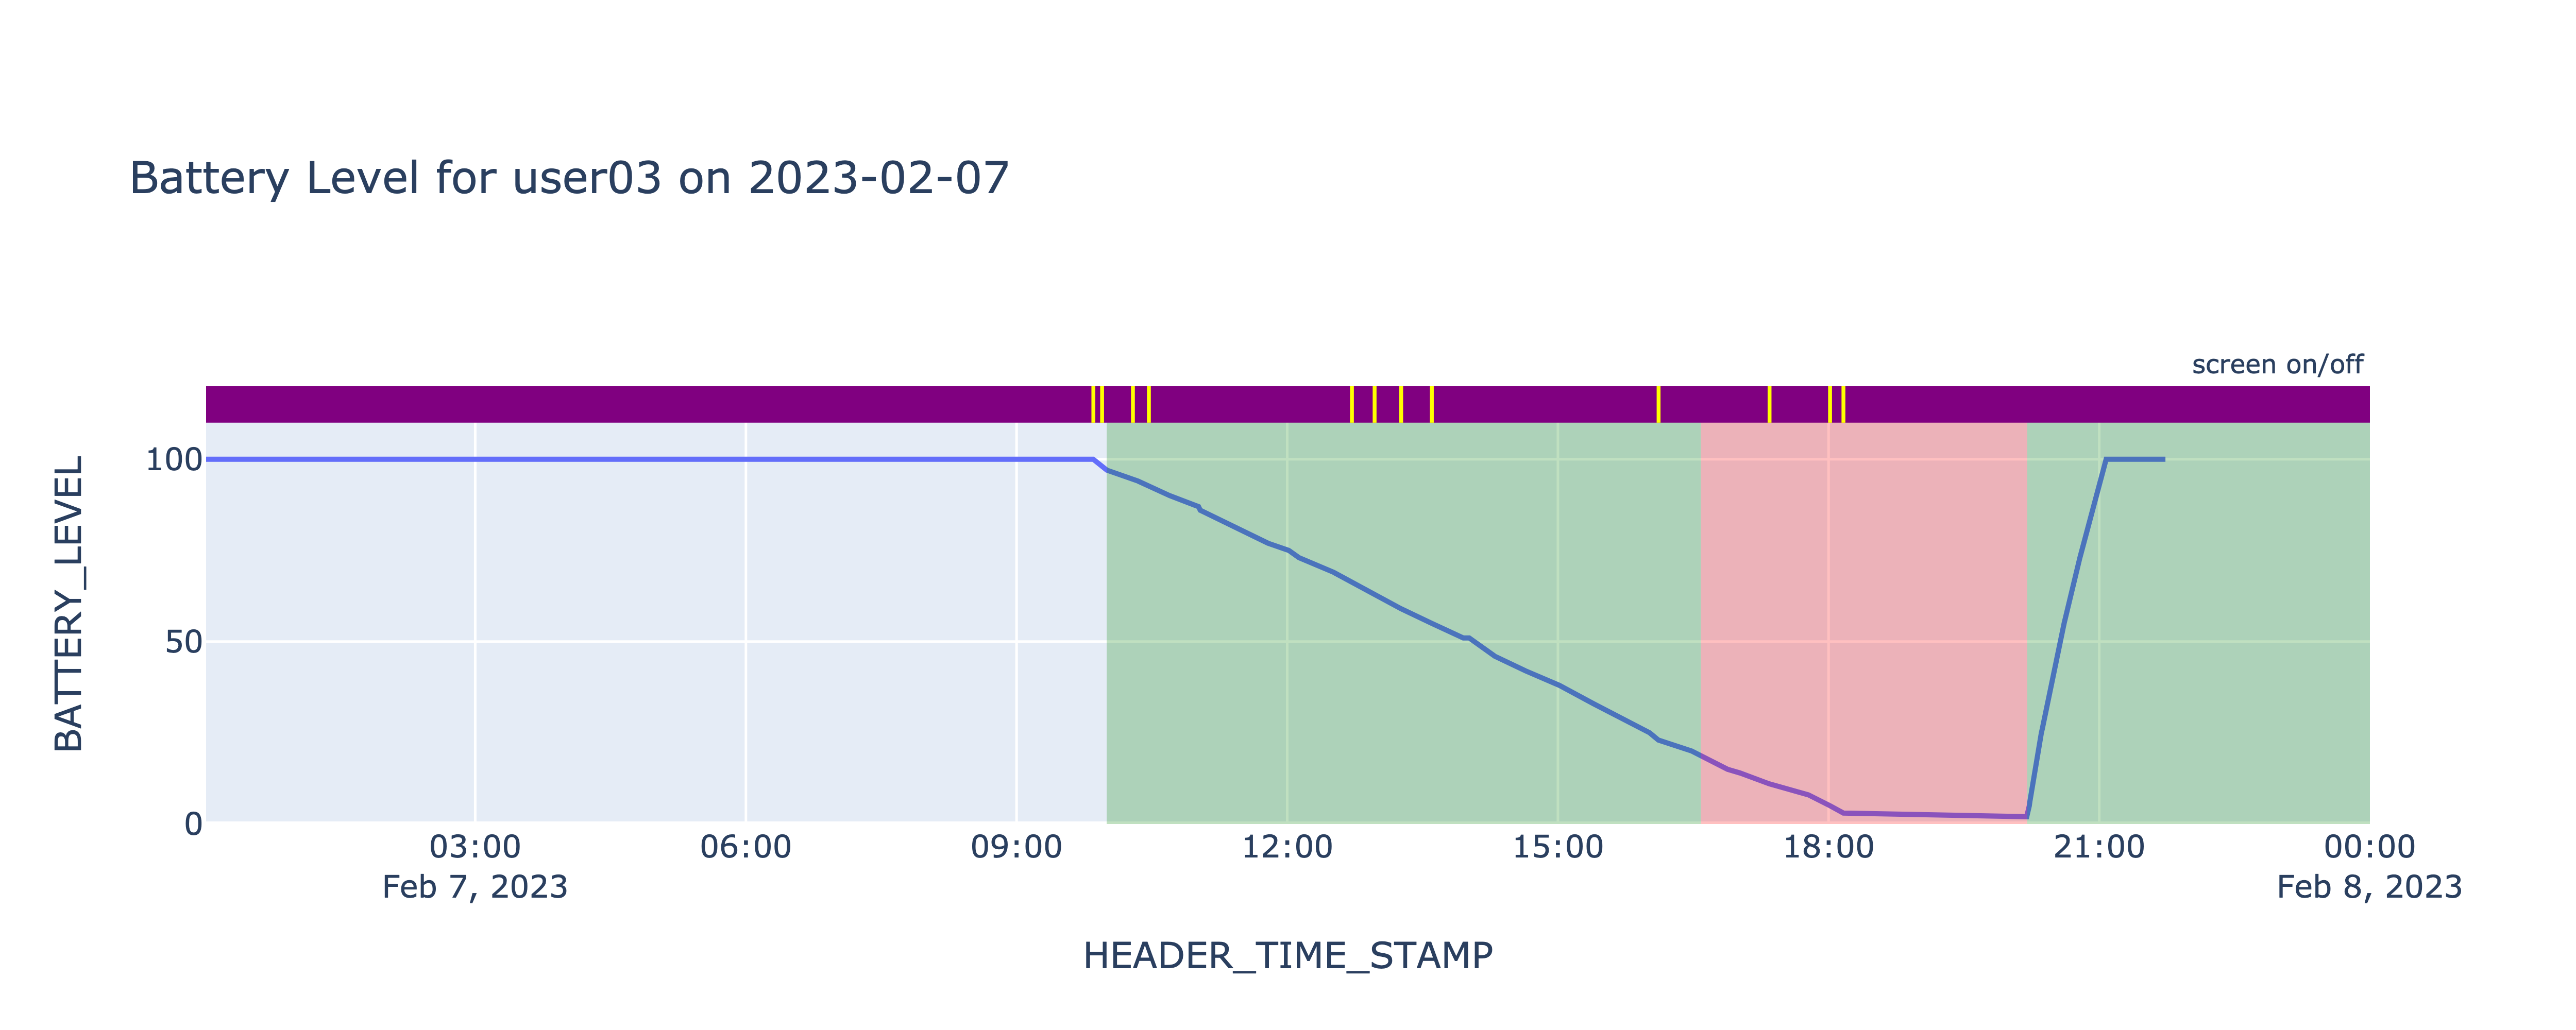 Battery Level for user03 on 2023-02-07
screen on/off
BATTERY_LEVEL
100
50
0
03:00 06:00 09:00 12:00 15:00 18:00 21:00 00:00
Feb 7, 2023 Feb 8, 2023
HEADER_TIME_STAMP